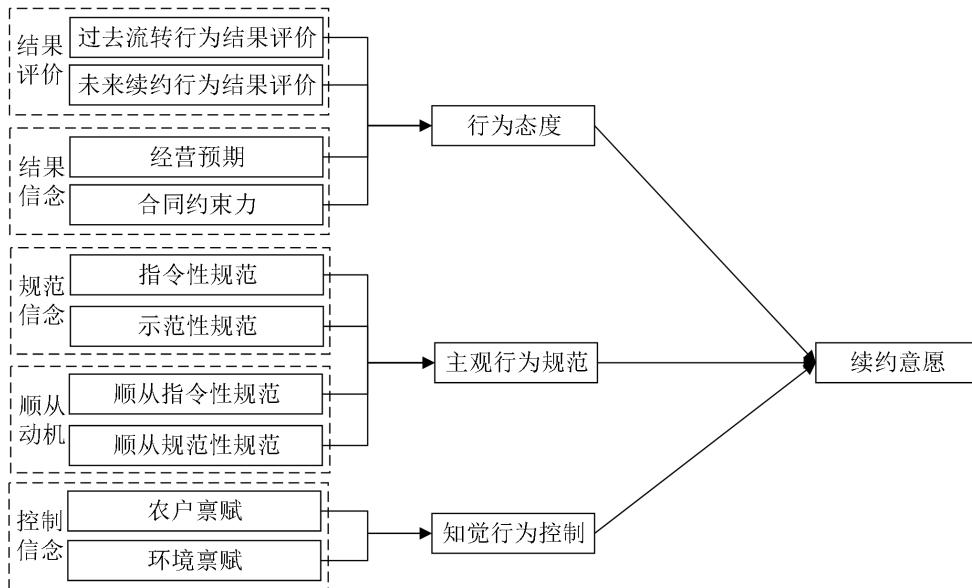 结果
评价
过去流转行为结果评价
未来续约行为结果评价
结果
信念
经营预期
合同约束力
行为态度
规范
信念
指令性规范
示范性规范
顺从
动机
顺从指令性规范
顺从规范性规范
主观行为规范
续约意愿
控制
信念
农户禀赋
环境禀赋
知觉行为控制